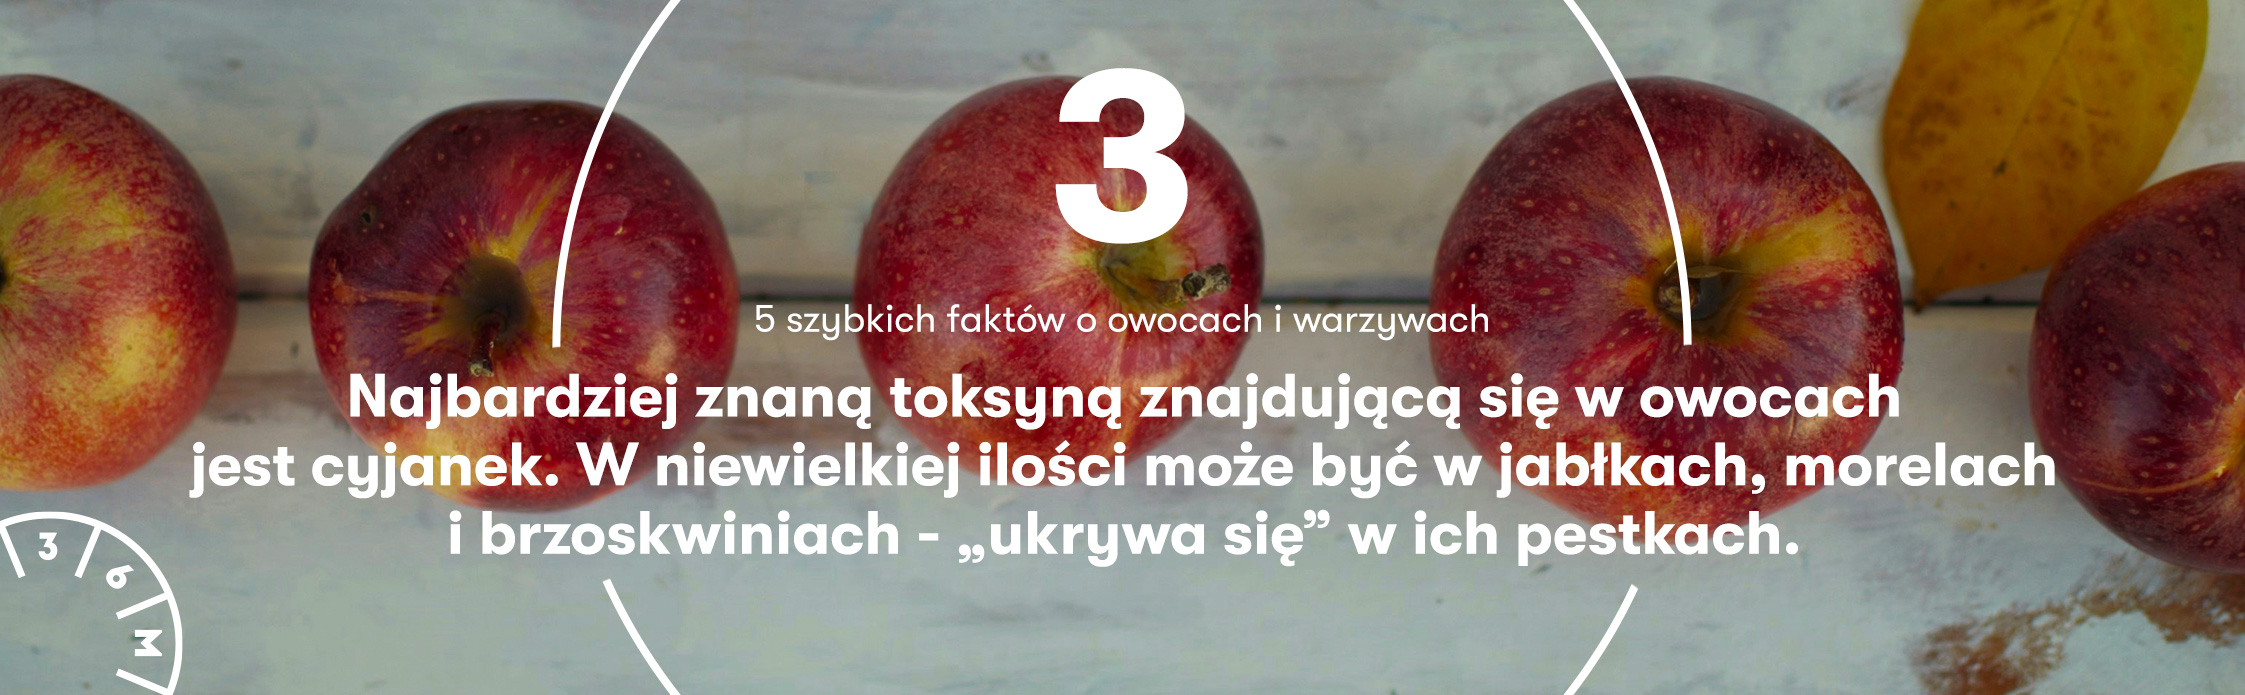 3
5 szybkich faktów o owocach i warzywach
Najbardziej znaną toksyną znajdującą się w owocach
jest cyjanek. W niewielkiej ilości może być w jabłkach, morelach
i brzoskwiniach - „ukrywa się” w ich pestkach.
3
6
M